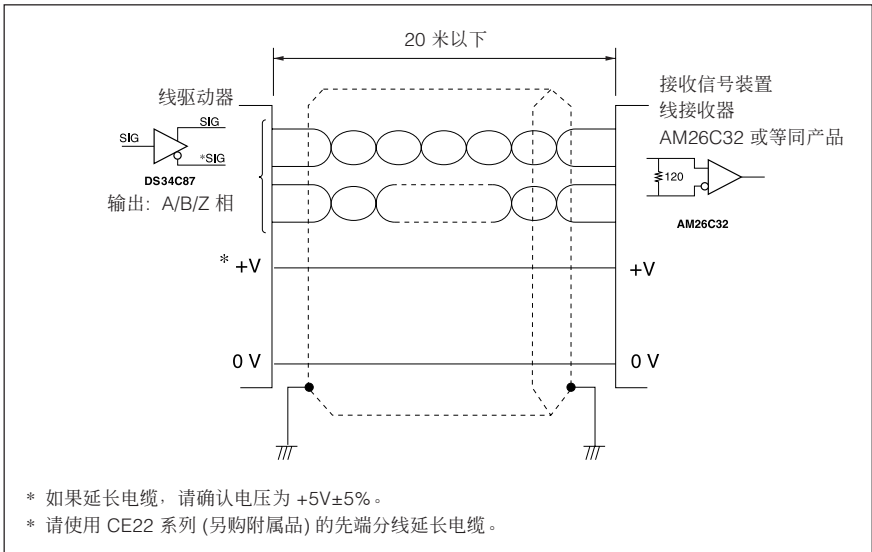 20 米以下
线驱动器
SIG
SIG
*SIG
DS34C87
输出: A/B/Z 相
接收信号装置
线接收器
AM26C32 或等同产品
120
AM26C32
* +V
+V
0 V
0 V
* 如果延长电缆，请确认电压为 +5V±5%。
* 请使用 CE22 系列 (另购附属品) 的先端分线延长电缆。